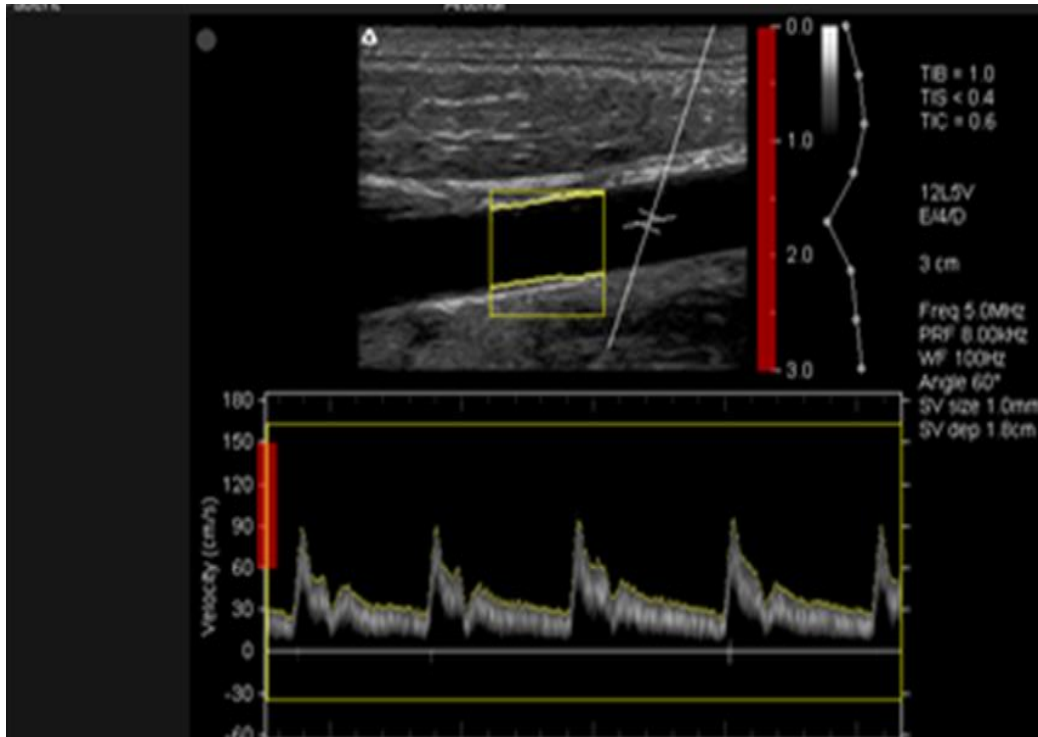 0.0
TIB = 1.0
TIS < 0.4
TIC = 0.6
1.0
12L5V
E/4/D
2.0
3 cm
Freq 5.0MHz
PRF 8.00kHz
WF 100Hz
3.0
Angle 60°
SV size 1.0mm
SV dep 1.8cm
180
150
120
90
60
30
0
-30
-60
Velocity (cm/s)